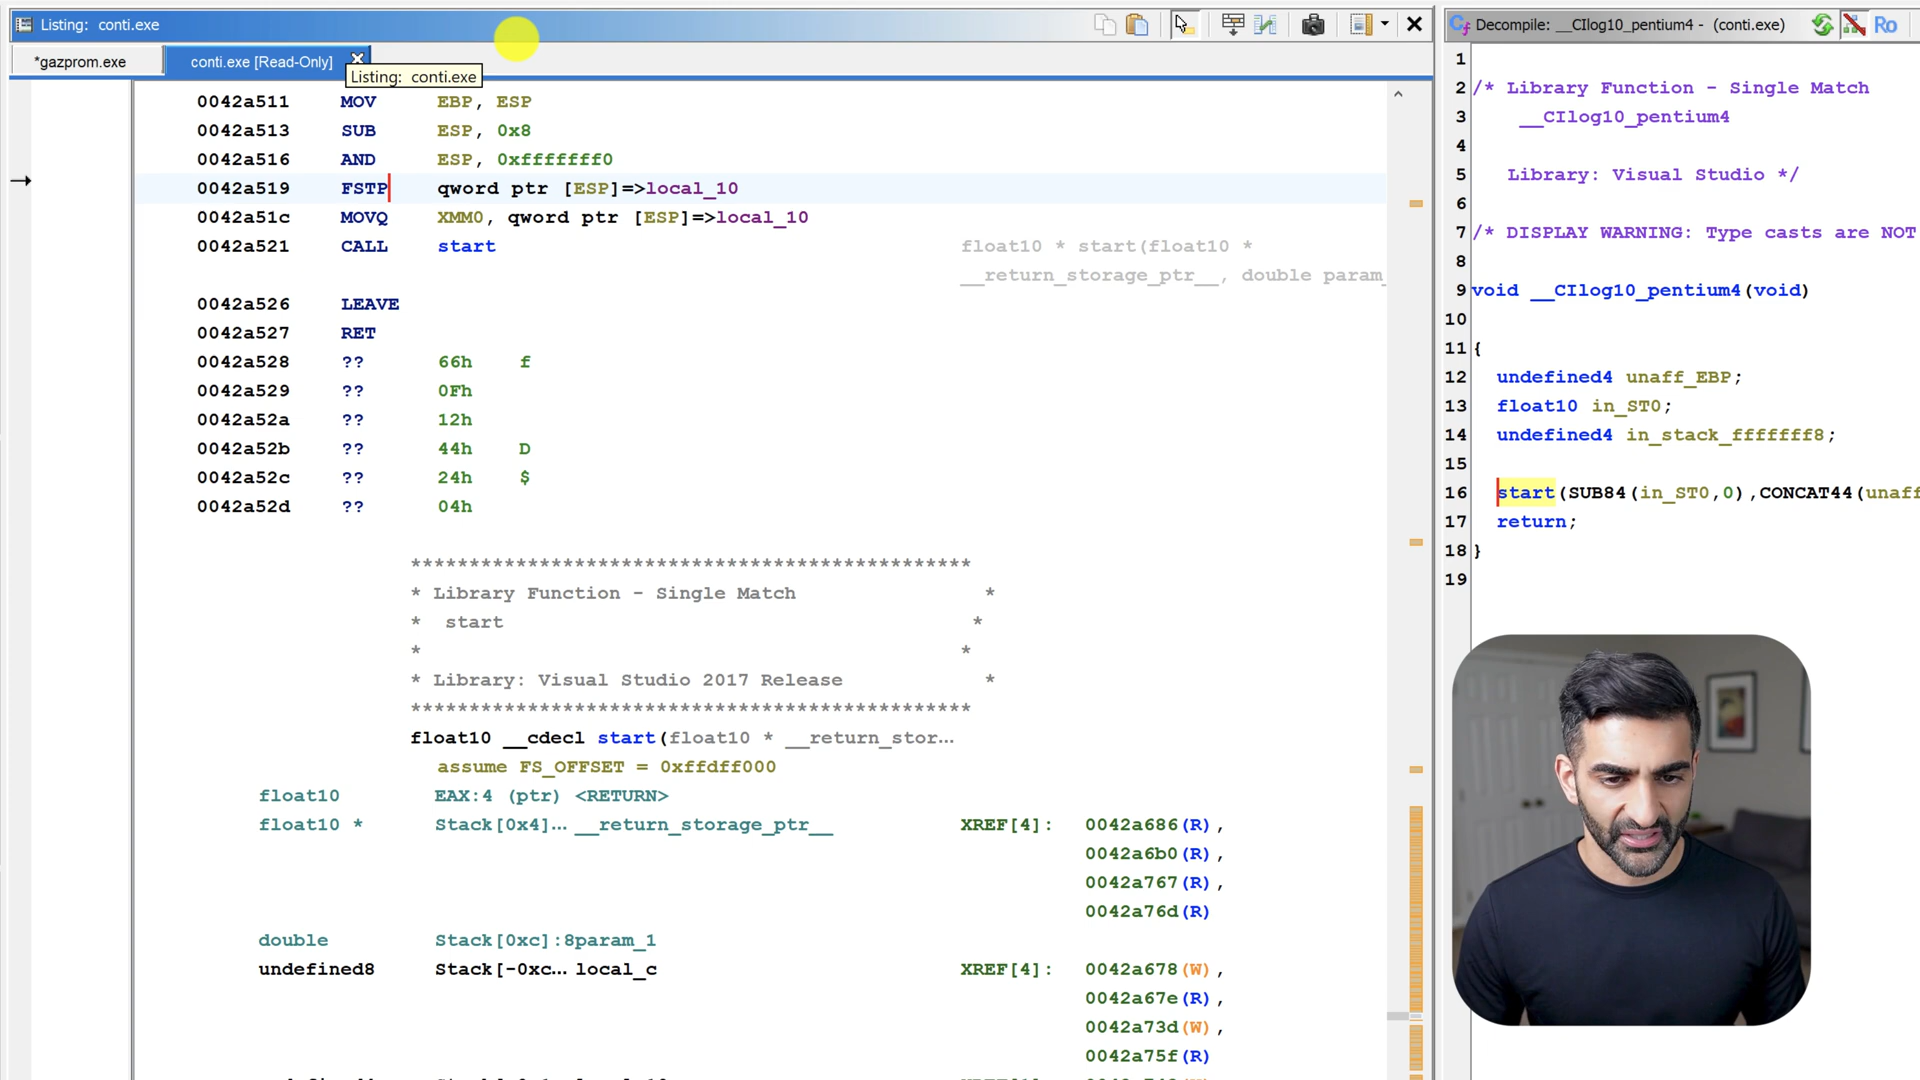 Listing: conti.exe
*gazprom.exe
conti.exe [Read-Only]
Listing: conti.exe
0042a511 MOV EBP, ESP
0042a513 SUB ESP, 0x8
0042a516 AND ESP, 0xfffffff0
0042a519 FSTP qword ptr [ESP]=>local_10
0042a51c MOVQ XMM0, qword ptr [ESP]=>local_10
0042a521 CALL start float10 * start(float10 *
__return_storage_ptr__, double param_
0042a526 LEAVE
0042a527 RET
0042a528 ?? 66h f
0042a529 ?? 0Fh
0042a52a ?? 12h
0042a52b ?? 44h D
0042a52c ?? 24h $
0042a52d ?? 04h
************************************************
* Library Function - Single Match *
* start *
* *
* Library: Visual Studio 2017 Release *
************************************************
float10 __cdecl start(float10 * __return_stor...
assume FS_OFFSET = 0xffdff000
float10 EAX:4 (ptr) <RETURN>
float10 * Stack[0x4]... __return_storage_ptr__ XREF[4]: 0042a686(R),
0042a6b0(R),
0042a767(R),
0042a76d(R)
double Stack[0xc]:8param_1
undefined8 Stack[-0xc... local_c XREF[4]: 0042a678(W),
0042a67e(R),
0042a73d(W),
0042a75f(R)
Decompile: __CIlog10_pentium4 - (conti.exe)
Ro
1
2 /* Library Function - Single Match
3 __CIlog10_pentium4
4
5 Library: Visual Studio */
6
7 /* DISPLAY WARNING: Type casts are NOT
8
9 void __CIlog10_pentium4(void)
10
11 {
12 undefined4 unaff_EBP;
13 float10 in_ST0;
14 undefined4 in_stack_fffffff8;
15
16 start(SUB84(in_ST0,0),CONCAT44(unaff
17 return;
18 }
19